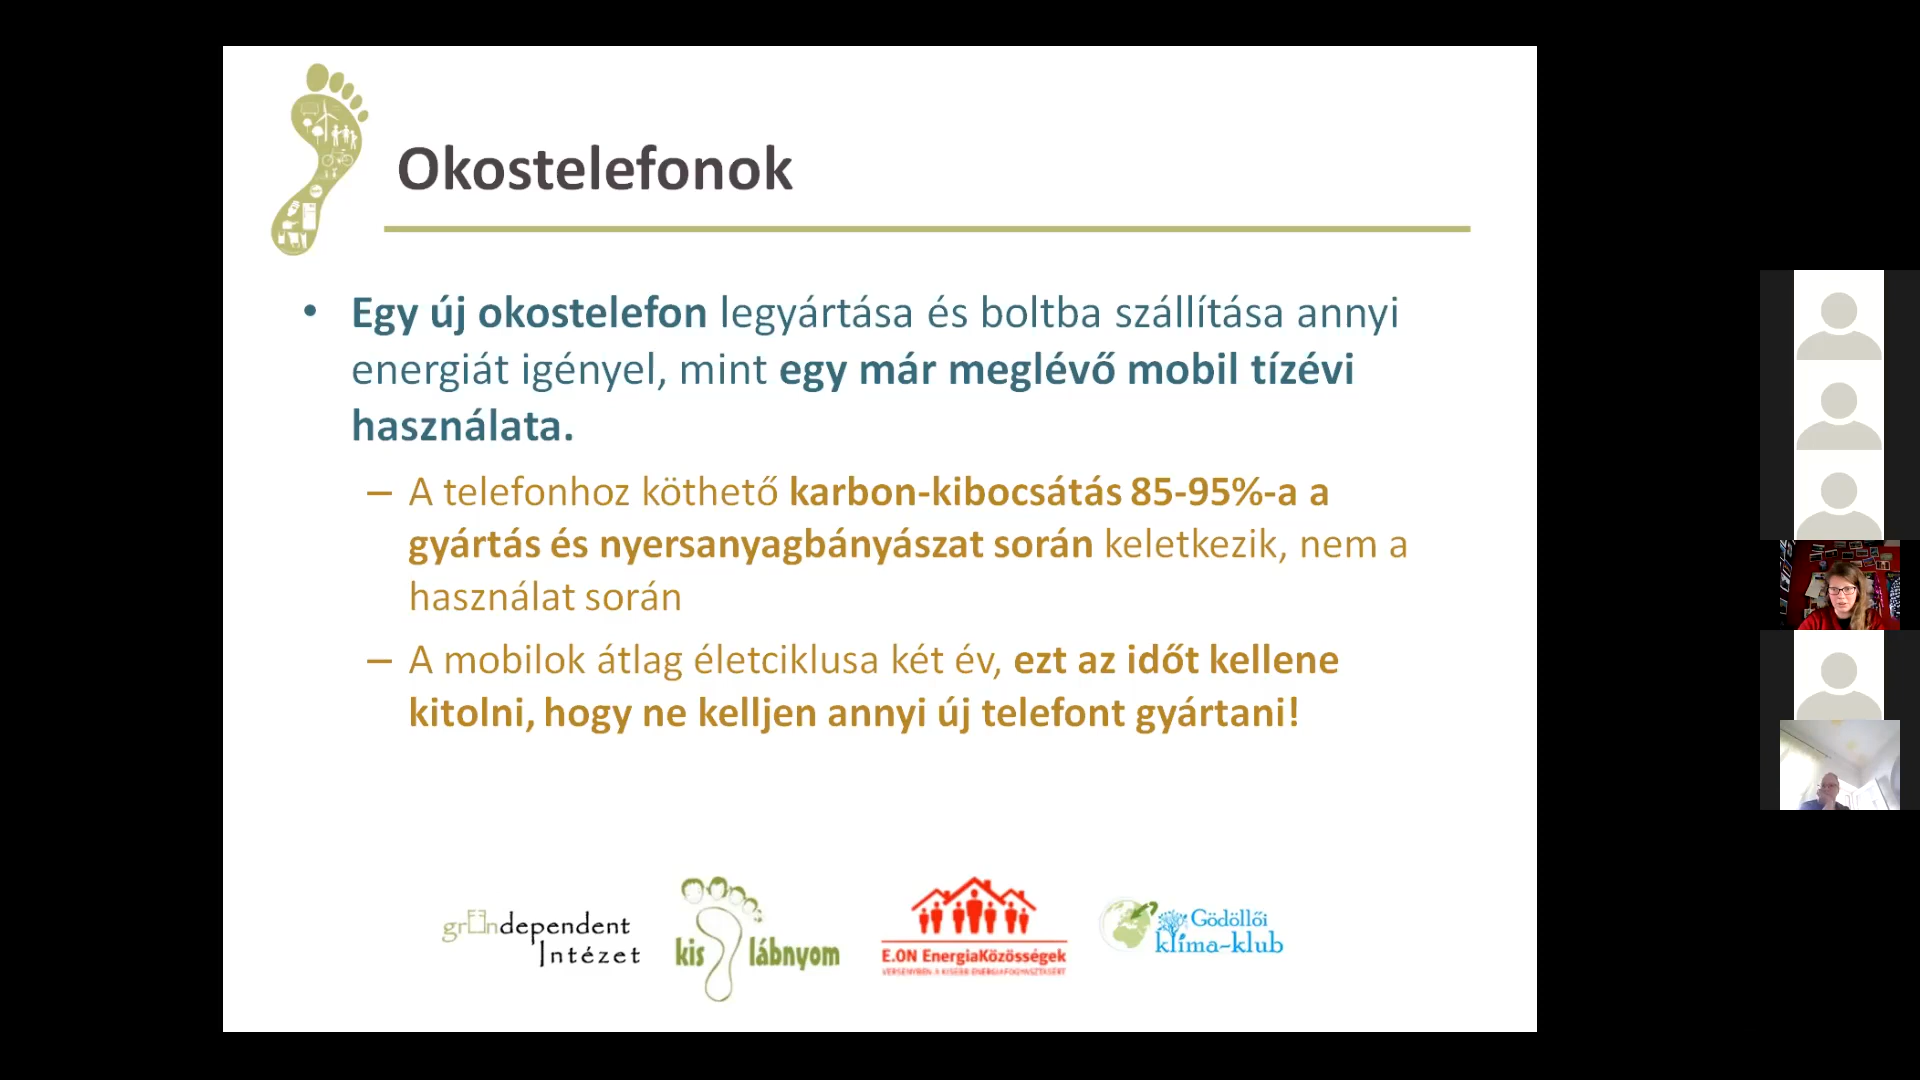 Okostelefonok
• Egy új okostelefon legyártása és boltba szállítása annyi
energiát igényel, mint egy már meglévő mobil tízévi
használata.
– A telefonhoz köthető karbon-kibocsátás 85-95%-a a
gyártás és nyersanyagbányászat során keletkezik, nem a
használat során
– A mobilok átlag életciklusa két év, ezt az időt kellene
kitolni, hogy ne kelljen annyi új telefont gyártani!
gründependent
Intézet
kis lábnyom
E.ON EnergiaKözösségek
VERSENYBEN A KISEBB ENERGIAFOGYASZTÁSÉRT
Gödöllői
klíma-klub